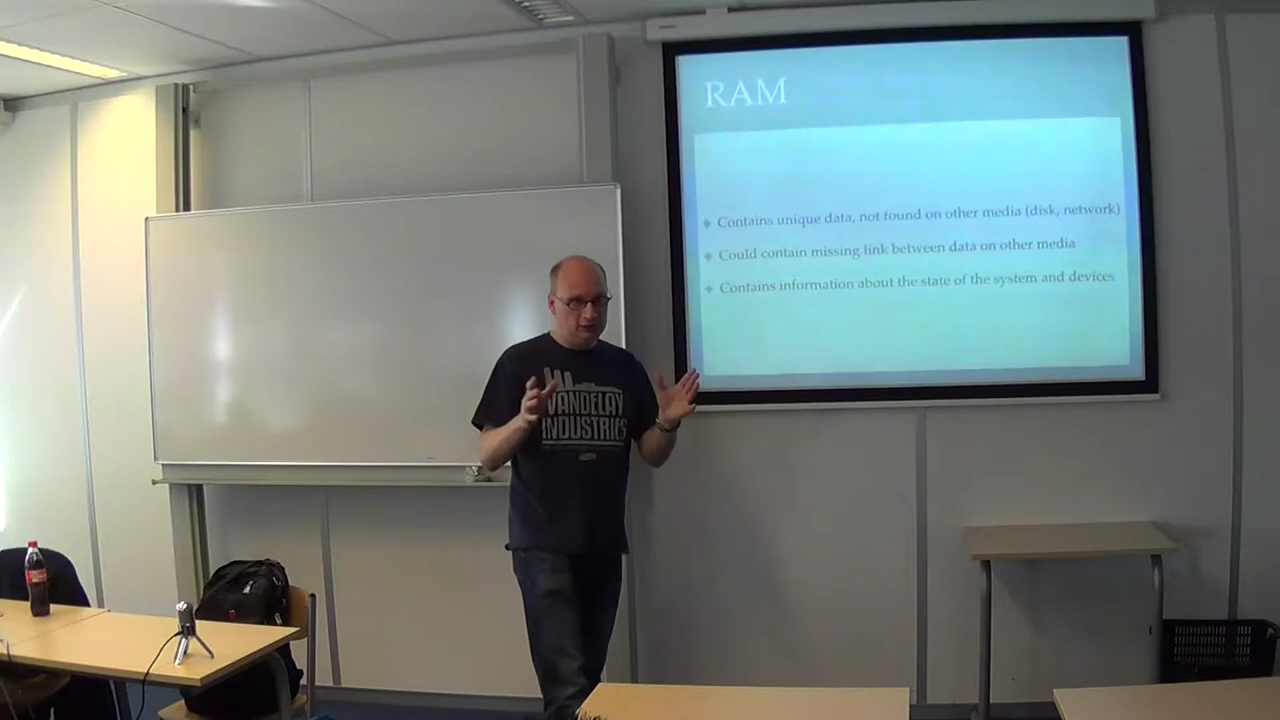 RAM
Contains unique data, not found on other media (disk, network)
Could contain missing link between data on other media
Contains information about the state of the system and devices
VANDELAY
INDUSTRIES